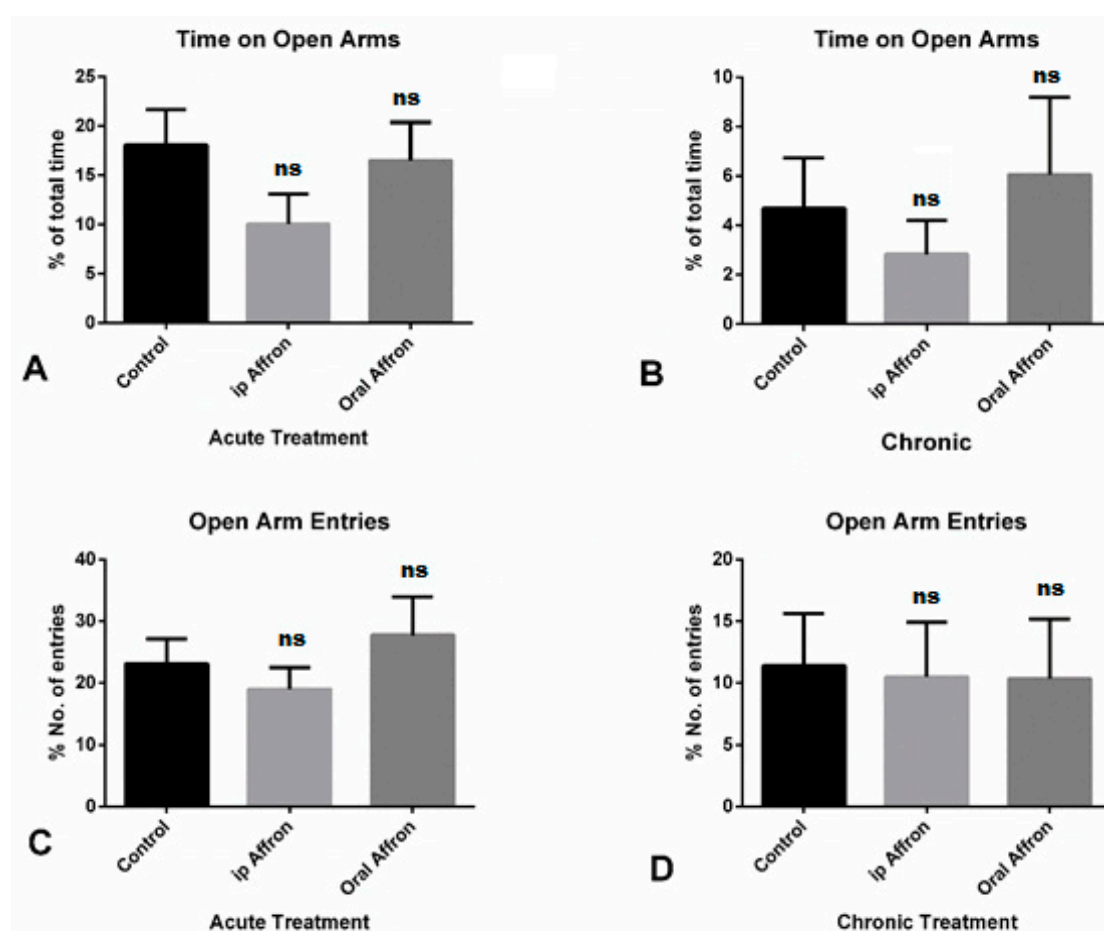 Time on Open Arms
% of total time
25
20
15
10
5
0
ns
ns
Control
ip Affron
Oral Affron
A
Acute Treatment
Time on Open Arms
% of total time
10
8
6
4
2
0
ns
ns
Control
ip Affron
Oral Affron
B
Chronic
Open Arm Entries
% No. of entries
40
30
20
10
0
ns
ns
Control
ip Affron
Oral Affron
C
Acute Treatment
Open Arm Entries
% No. of entries
20
15
10
5
0
ns
ns
Control
ip Affron
Oral Affron
D
Chronic Treatment